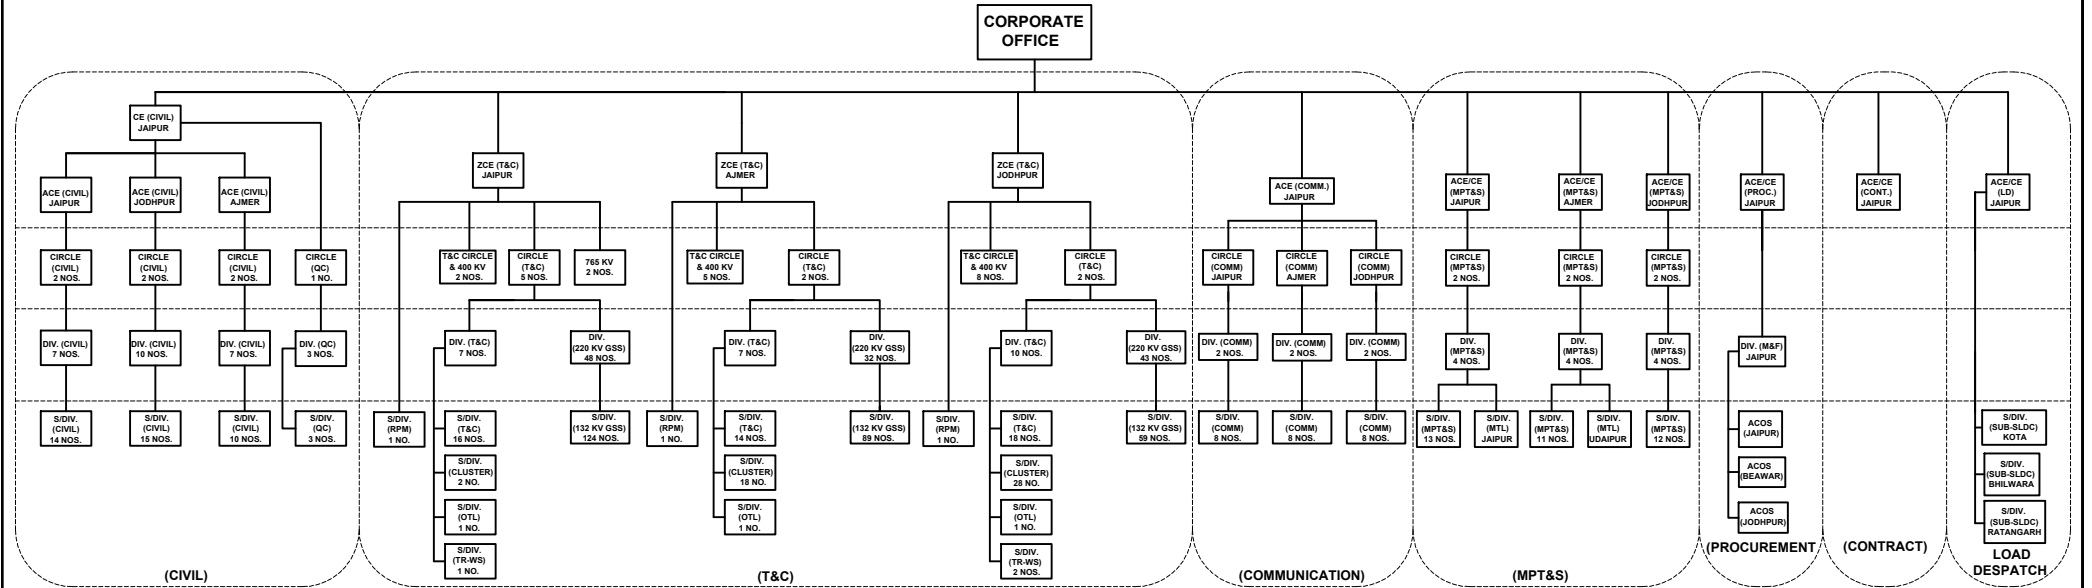 CORPORATE
OFFICE
CE (CIVIL)
JAIPUR
ACE (CIVIL)
JAIPUR
ACE (CIVIL)
JODHPUR
ACE (CIVIL)
AJMER
CIRCLE
(CIVIL)
2 NOS.
CIRCLE
(CIVIL)
2 NOS.
CIRCLE
(CIVIL)
2 NOS.
CIRCLE
(QC)
1 NO.
DIV. (CIVIL)
7 NOS.
DIV. (CIVIL)
10 NOS.
DIV. (CIVIL)
7 NOS.
DIV. (QC)
3 NOS.
S/DIV.
(CIVIL)
14 NOS.
S/DIV.
(CIVIL)
15 NOS.
S/DIV.
(CIVIL)
10 NOS.
S/DIV.
(QC)
3 NOS.
(CIVIL)
ZCE (T&C)
JAIPUR
T&C CIRCLE
& 400 KV
2 NOS.
CIRCLE
(T&C)
5 NOS.
765 KV
2 NOS.
DIV. (T&C)
7 NOS.
DIV.
(220 KV GSS)
48 NOS.
S/DIV.
(RPM)
1 NO.
S/DIV.
(T&C)
16 NOS.
S/DIV.
(132 KV GSS)
124 NOS.
S/DIV.
(CLUSTER)
2 NO.
S/DIV.
(OTL)
1 NO.
S/DIV.
(TR-WS)
1 NO.
ZCE (T&C)
AJMER
T&C CIRCLE
& 400 KV
5 NOS.
CIRCLE
(T&C)
2 NOS.
DIV. (T&C)
7 NOS.
DIV.
(220 KV GSS)
32 NOS.
S/DIV.
(RPM)
1 NO.
S/DIV.
(T&C)
14 NOS.
S/DIV.
(132 KV GSS)
89 NOS.
S/DIV.
(CLUSTER)
18 NO.
S/DIV.
(OTL)
1 NO.
ZCE (T&C)
JODHPUR
T&C CIRCLE
& 400 KV
8 NOS.
CIRCLE
(T&C)
2 NOS.
DIV. (T&C)
10 NOS.
DIV.
(220 KV GSS)
43 NOS.
S/DIV.
(RPM)
1 NO.
S/DIV.
(T&C)
18 NOS.
S/DIV.
(132 KV GSS)
59 NOS.
S/DIV.
(CLUSTER)
28 NO.
S/DIV.
(OTL)
1 NO.
S/DIV.
(TR-WS)
2 NOS.
(T&C)
ACE (COMM.)
JAIPUR
CIRCLE
(COMM)
JAIPUR
CIRCLE
(COMM)
AJMER
CIRCLE
(COMM)
JODHPUR
DIV. (COMM)
2 NOS.
DIV. (COMM)
2 NOS.
DIV. (COMM)
2 NOS.
S/DIV.
(COMM)
8 NOS.
S/DIV.
(COMM)
8 NOS.
S/DIV.
(COMM)
8 NOS.
(COMMUNICATION)
ACE/CE
(MPT&S)
JAIPUR
ACE/CE
(MPT&S)
AJMER
ACE/CE
(MPT&S)
JODHPUR
CIRCLE
(MPT&S)
2 NOS.
CIRCLE
(MPT&S)
2 NOS.
CIRCLE
(MPT&S)
2 NOS.
DIV.
(MPT&S)
4 NOS.
DIV.
(MPT&S)
4 NOS.
DIV.
(MPT&S)
4 NOS.
S/DIV.
(MPT&S)
13 NOS.
S/DIV.
(MTL)
JAIPUR
S/DIV.
(MPT&S)
11 NOS.
S/DIV.
(MTL)
UDAIPUR
S/DIV.
(MPT&S)
12 NOS.
(MPT&S)
ACE/CE
(PROC.)
JAIPUR
DIV. (M&F)
JAIPUR
ACOS
(JAIPUR)
ACOS
(BEAWAR)
ACOS
(JODHPUR)
(PROCUREMENT
ACE/CE
(CONT.)
JAIPUR
(CONTRACT)
ACE/CE
(LD)
JAIPUR
S/DIV.
(SUB-SLDC)
KOTA
S/DIV.
(SUB-SLDC)
BHILWARA
S/DIV.
(SUB-SLDC)
RATANGARH
LOAD
DESPATCH